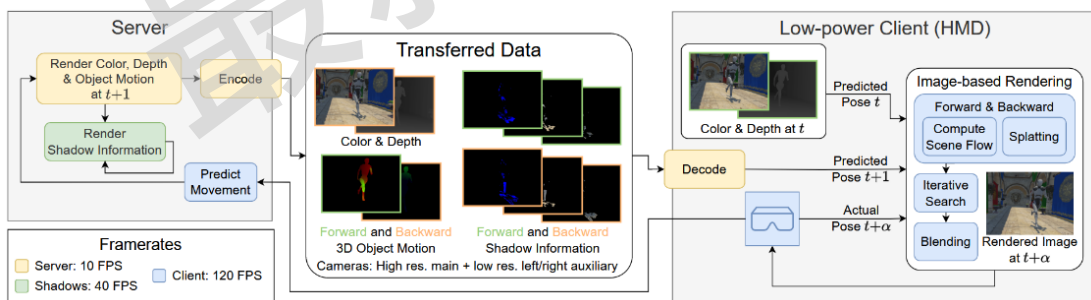 Server
Render Color, Depth
& Object Motion
at t+1
Encode
Render
Shadow Information
Predict
Movement
Framerates
Server: 10 FPS
Shadows: 40 FPS
Client: 120 FPS
Transferred Data
Color & Depth
Forward and Backward
3D Object Motion
Forward and Backward
Shadow Information
Cameras: High res. main + low res. left/right auxiliary
Low-power Client (HMD)
Color & Depth at t
Predicted
Pose t
Decode
Predicted
Pose t+1
Actual
Pose t+α
Image-based Rendering
Forward & Backward
Compute
Scene Flow
Splatting
Iterative
Search
Blending
Rendered Image
at t+α